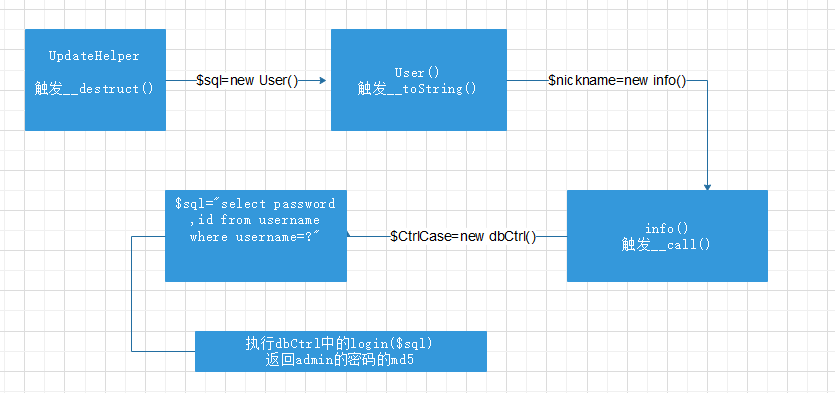 UpdateHelper
触发__destruct()
$sql=new User()
User()
触发__toString()
$nickname=new info()
info()
触发__call()
$CtrlCase=new dbCtrl()
$sql="select password
,id from username
where username=?"
执行dbCtrl中的login($sql)
返回admin的密码的md5